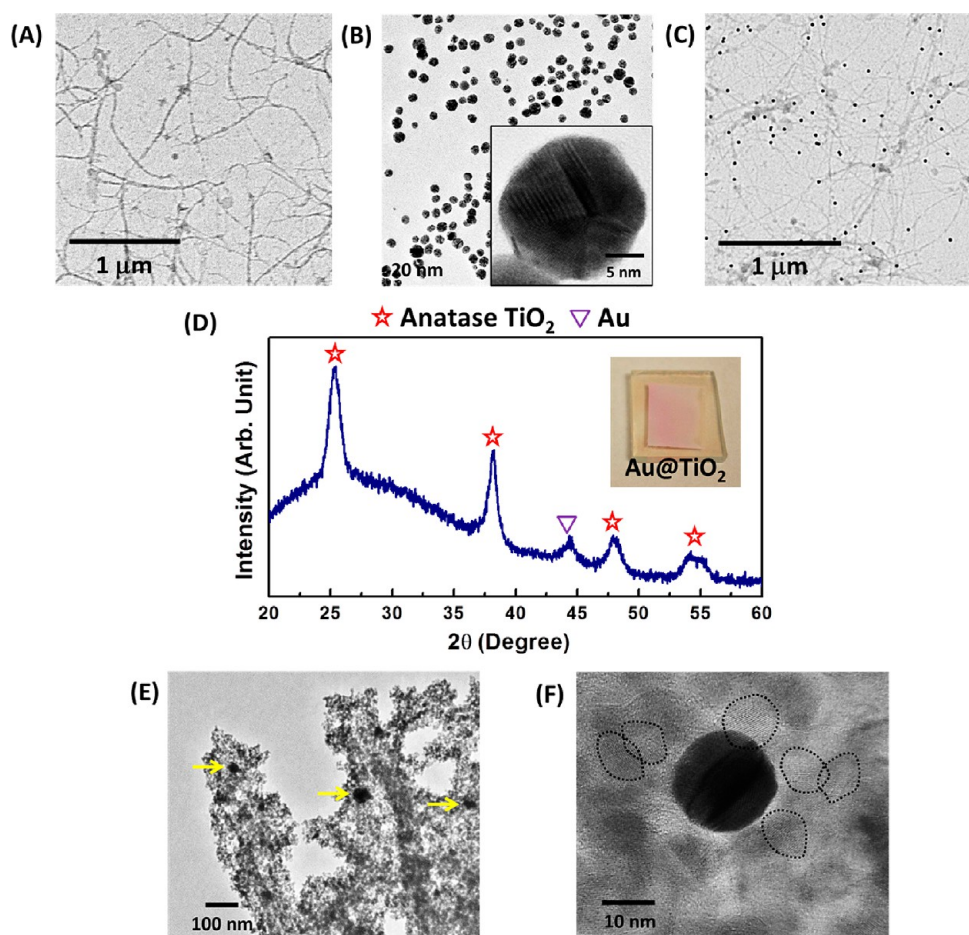 (A)
1 μm
(B)
20 nm
5 nm
(C)
1 μm
(D)
Anatase TiO₂
Au
Intensity (Arb. Unit)
Au@TiO₂
20 25 30 35 40 45 50 55 60
2θ (Degree)
(E)
100 nm
(F)
10 nm